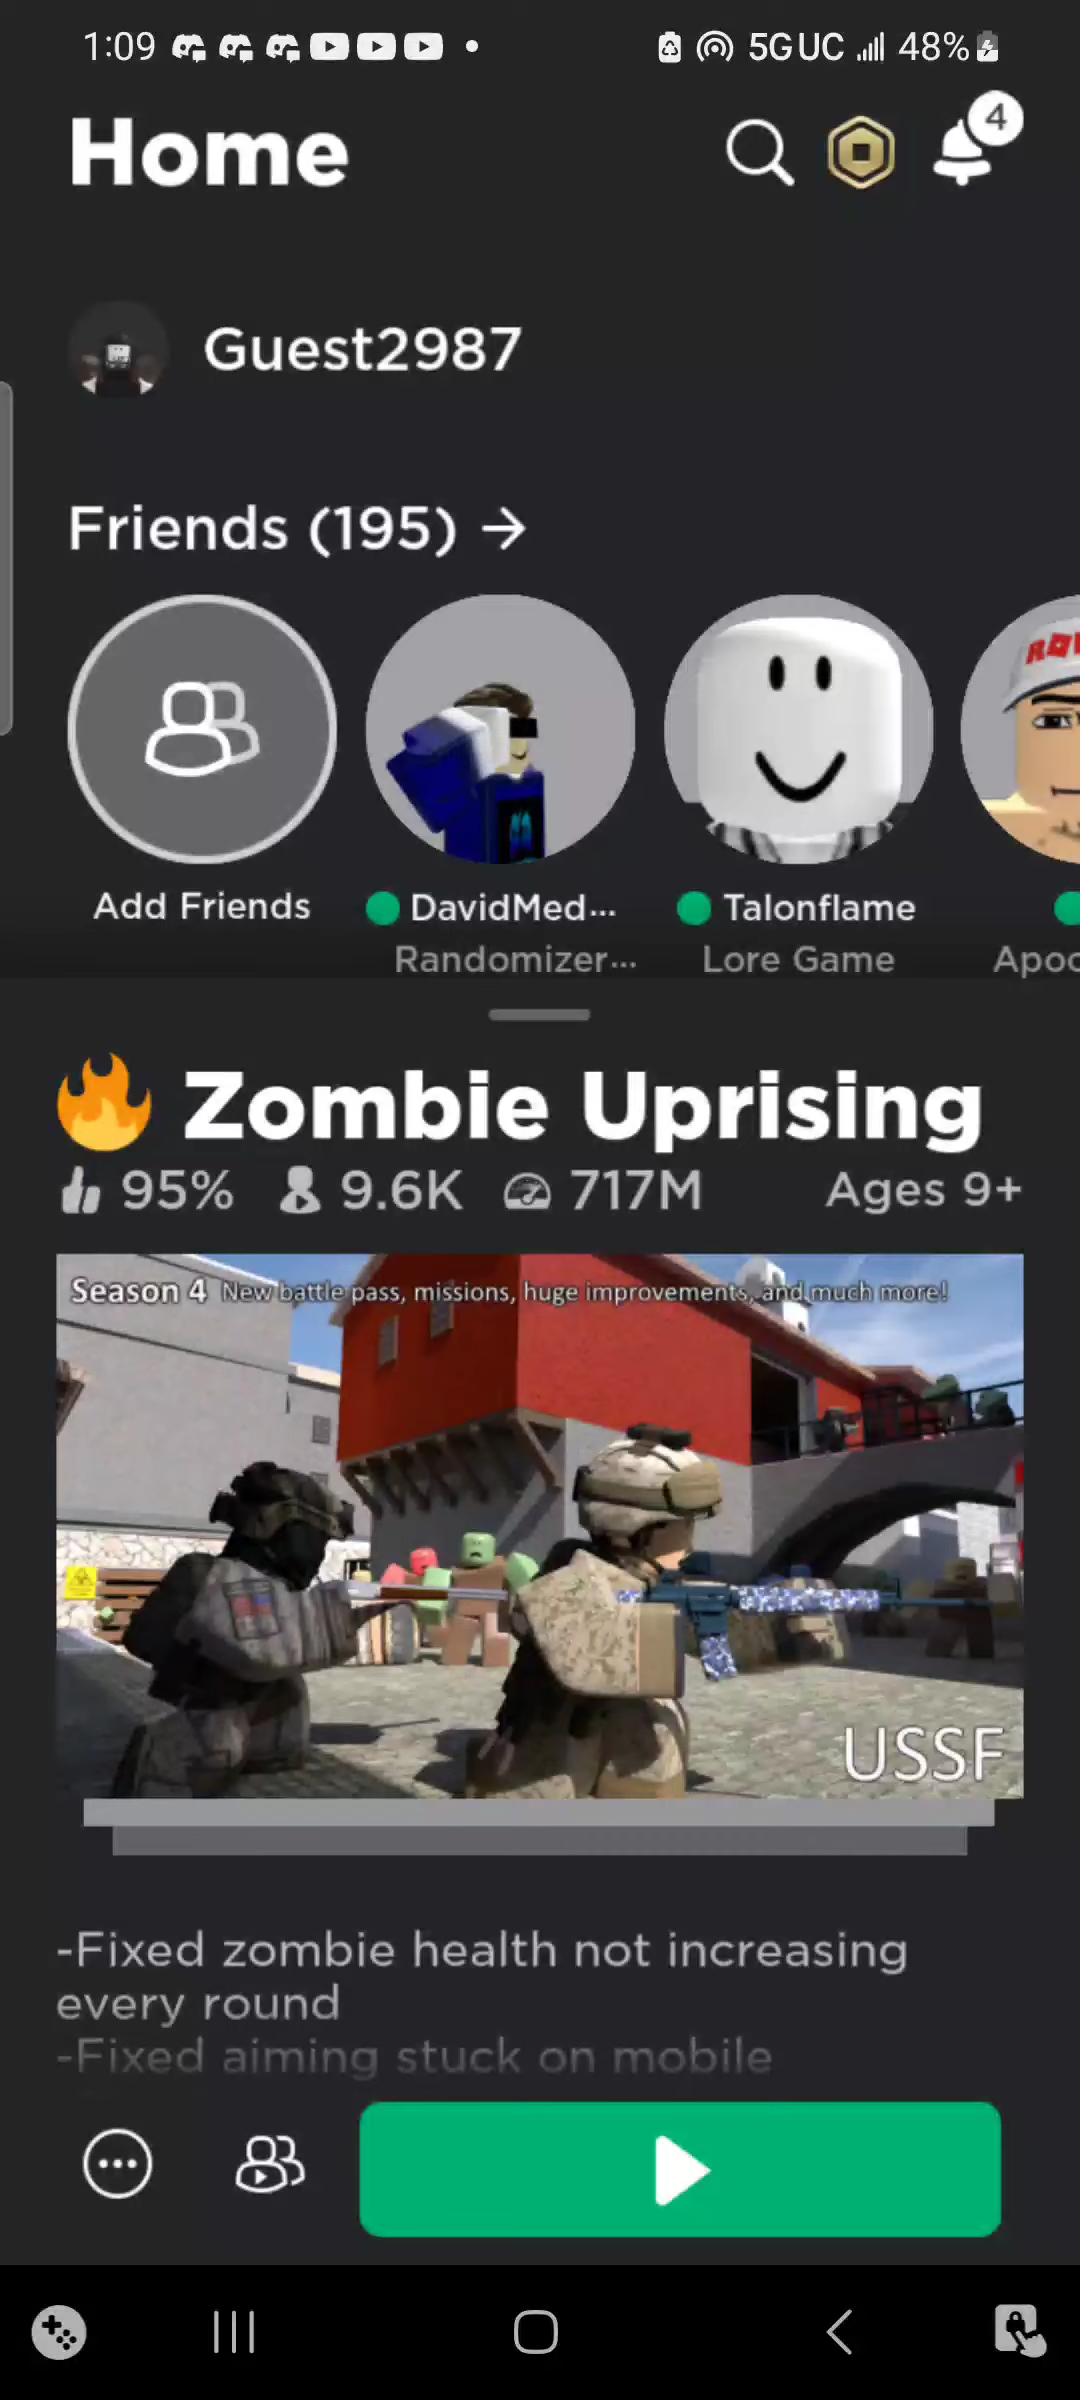 1:09 5G UC 48%
Home
4
Guest2987
Friends (195) →
Add Friends DavidMed... Talonflame
Randomizer... Lore Game Apoc
🔥 Zombie Uprising
95% 9.6K 717M Ages 9+
Season 4 New battle pass, missions, huge improvements, and much more!
USSF
-Fixed zombie health not increasing
every round
-Fixed aiming stuck on mobile